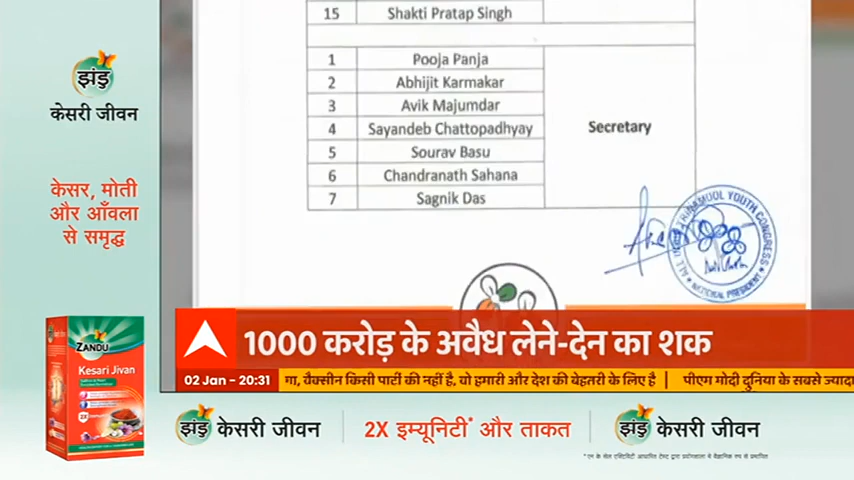 15 Shakti Pratap Singh
1 Pooja Panja
2 Abhijit Karmakar
3 Avik Majumdar
4 Sayandeb Chattopadhyay
5 Sourav Basu
6 Chandranath Sahana
7 Sagnik Das
Secretary
ALL INDIA TRINAMOOL YOUTH CONGRESS
NATIONAL PRESIDENT
झंडु
केसरी जीवन
केसर, मोती
और आँवला
से समृद्ध
ZANDU
Kesari Jivan
1000 करोड़ के अवैध लेने-देन का शक
02 Jan - 20:31
गा, वैक्सीन किसी पार्टी की नहीं है, वो हमारी और देश की बेहतरी के लिए है | पीएम मोदी दुनिया के सबसे ज्यादा
झंडु केसरी जीवन
2X इम्यूनिटी* और ताकत
झंडु केसरी जीवन